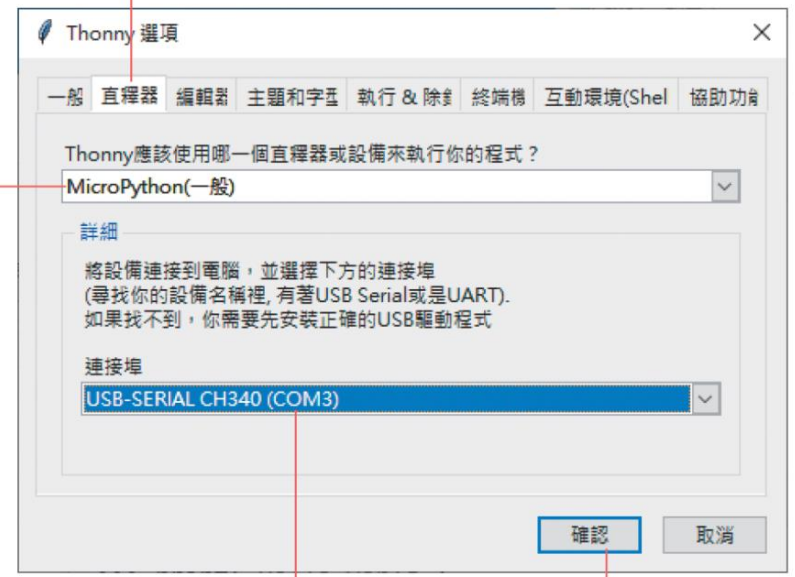 Thonny 選項
一般 直譯器 編輯器 主題和字型 執行 & 除錯 終端機 互動環境(Shel 協助功能
Thonny應該使用哪一個直譯器或設備來執行你的程式？
MicroPython(一般)
詳細
將設備連接到電腦，並選擇下方的連接埠
(尋找你的設備名稱裡, 有著USB Serial或是UART).
如果找不到，你需要先安裝正確的USB驅動程式
連接埠
USB-SERIAL CH340 (COM3)
確認 取消